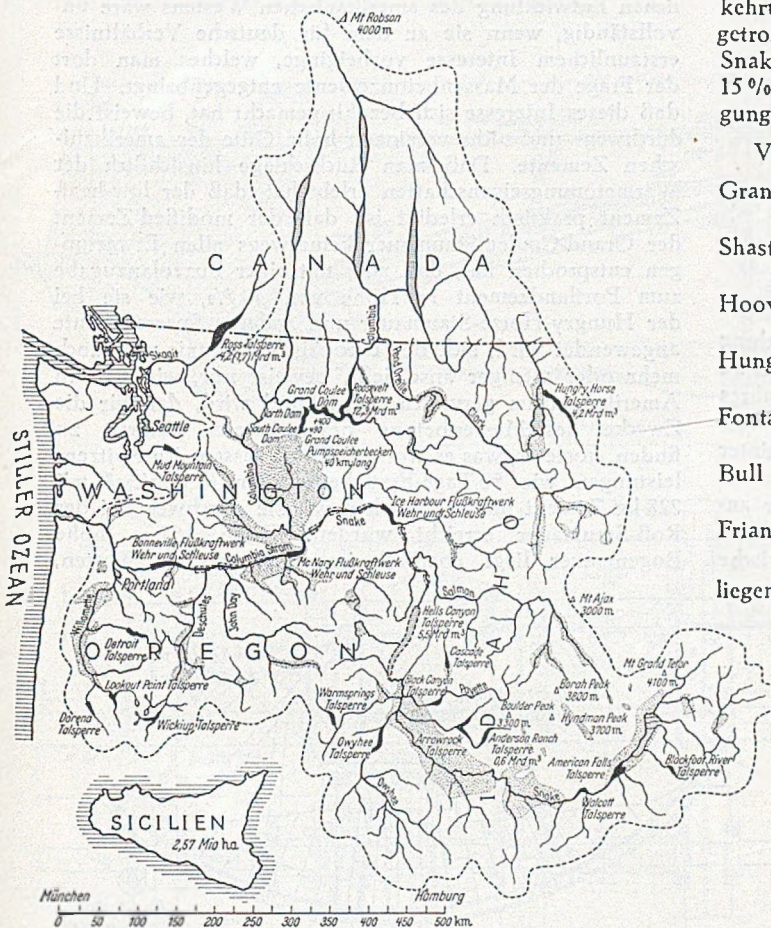 Δ Mt Robson
4000 m.
CANADA
Skagit
Ross Talsperre
4,2(1,7) Mrd m³
Columbia
Pend Oreille
Clark
Hungry Horse
Talsperre
4,2 Mrd m³
Seattle
North Dam
South Coulee
Dam
Grand Coulee
Dam
Roosevelt
Talsperre
12,3 Mrd m³
Grand Coulee
Pumpspeicherbecken
40 km lang
Mud Mountain
Talsperre
WASHINGTON
Columbia
Snake
Ice Harbour Flußkraftwerk
Wehr und Schleuse
STILLER OZEAN
Bonneville Flußkraftwerk
Wehr und Schleuse
Columbia Strom
Mc Nary Flußkraftwerk
Wehr und Schleuse
Portland
Willamette
Deschutes
John Day
OREGON
Detroit
Talsperre
Lookout Point Talsperre
Dorena
Talsperre
Wickiup Talsperre
Hells Canyon
Talsperre
5,5 Mrd m³
Salmon
Cascade
Talsperre
IDAHO
Mt Ajax
3000 m.
Black Canyon
Talsperre
Payette
Warmsprings
Talsperre
Owyhee
Talsperre
Owyhee
Arrowrock
Talsperre
Boulder Peak
3300 m.
Anderson Ranch
Talsperre
0,6 Mrd m³
Borah Peak
3800 m.
Hyndman Peak
3700 m.
Mt Grand Teton
4100 m.
American Falls
Talsperre
Blackfoot River
Talsperre
Snake
Walcott
Talsperre
SICILIEN
2,57 Mio ha
München
Hamburg
0 50 100 150 200 250 300 350 400 450 500 km.
kehrt
getro
Snak
15 %
gung
V
Gran
Shast
Hoov
Hung
Fonta
Bull
Frian
liegen